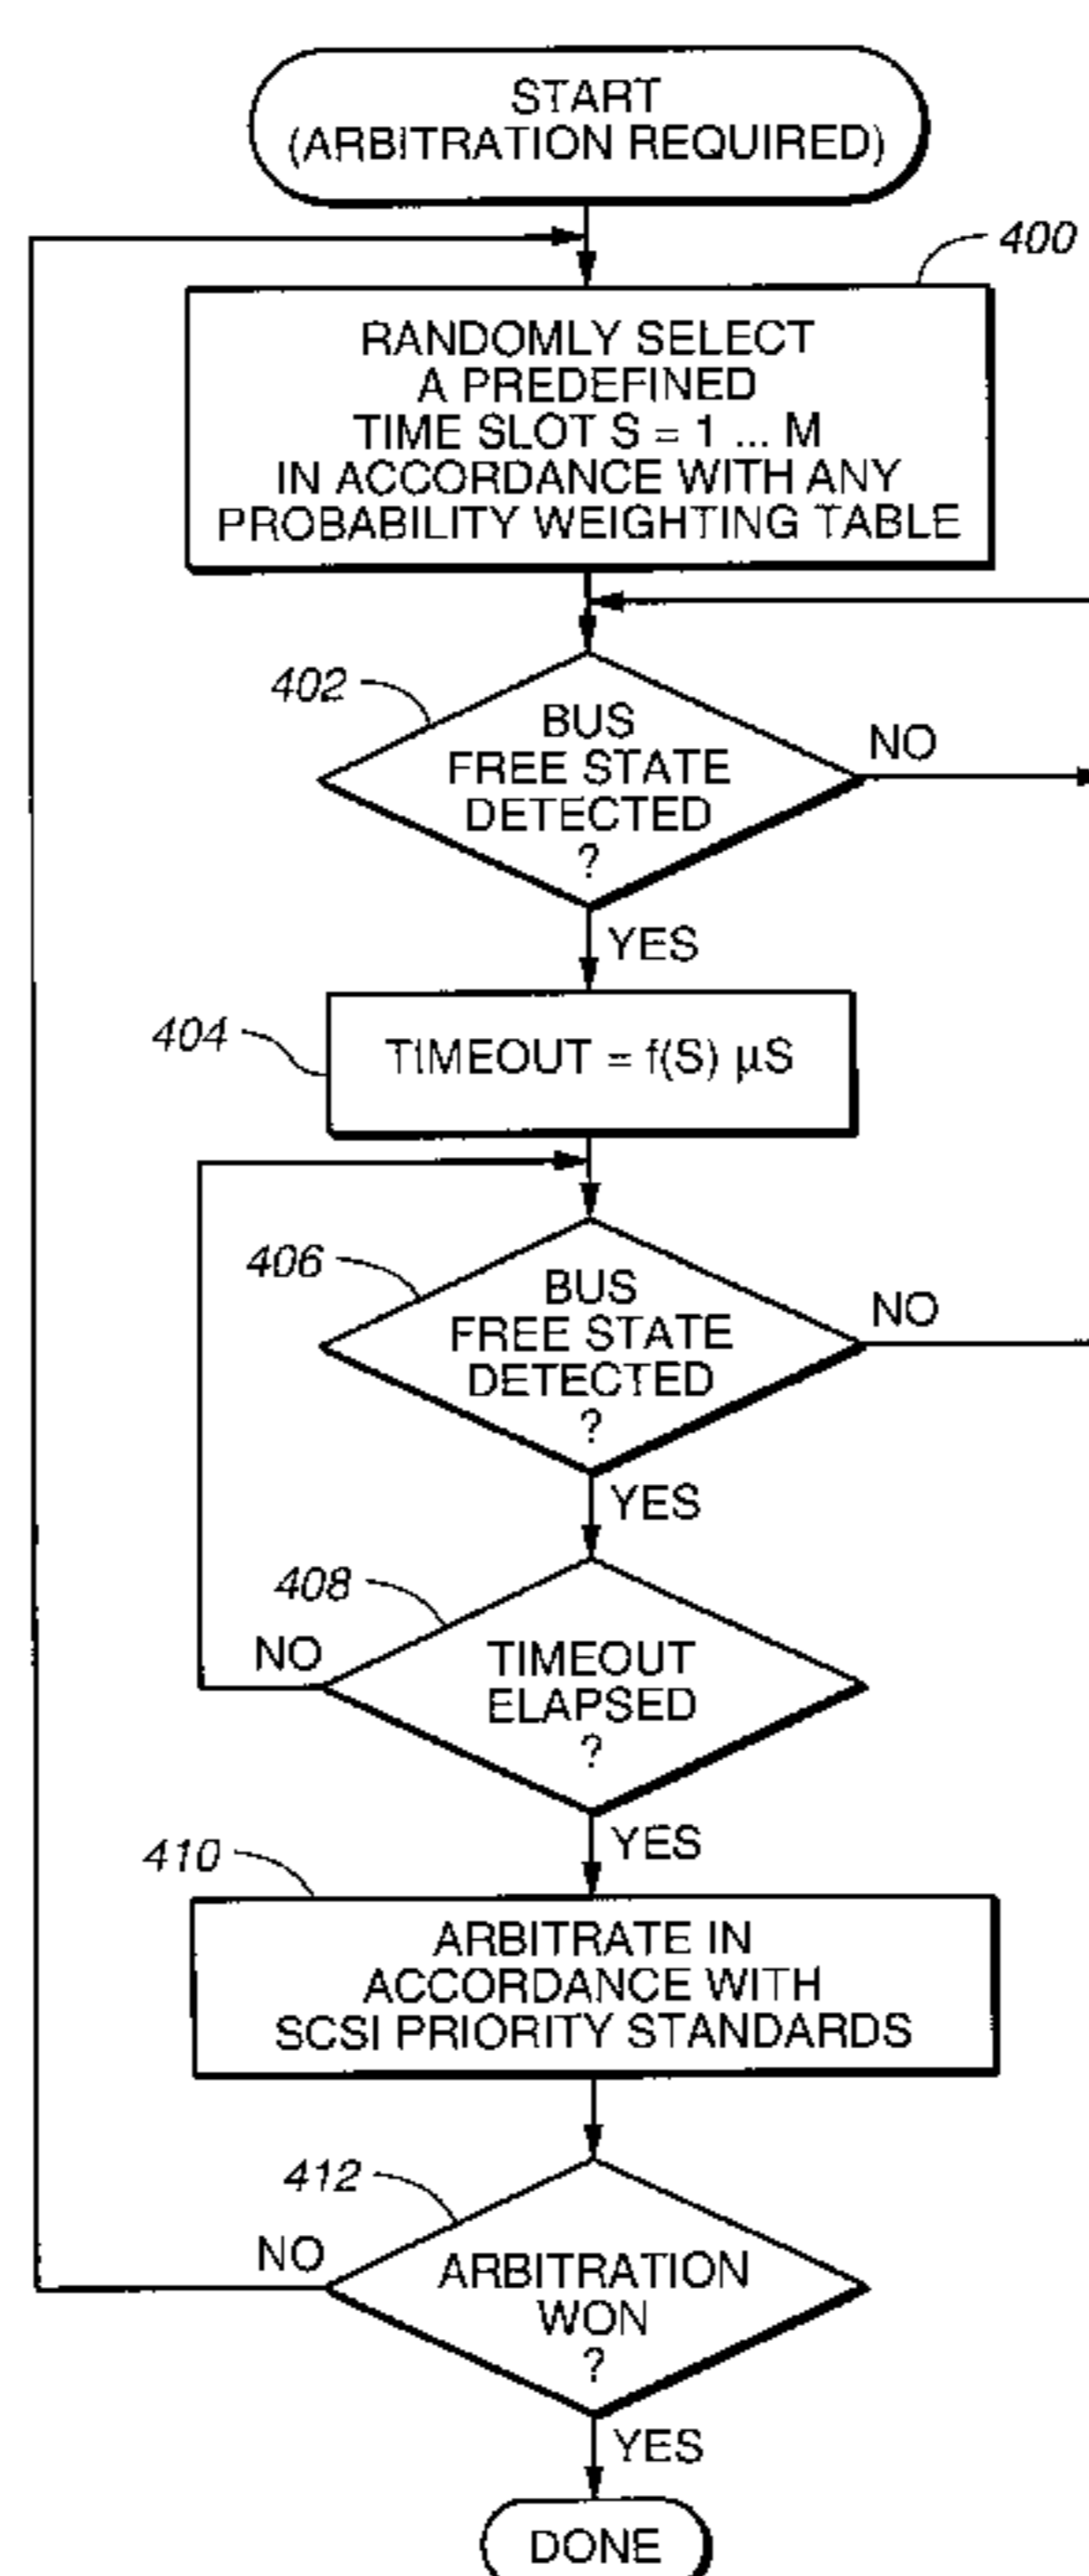 START
(ARBITRATION REQUIRED)
400
RANDOMLY SELECT
A PREDEFINED
TIME SLOT S = 1 ... M
IN ACCORDANCE WITH ANY
PROBABILITY WEIGHTING TABLE
402
BUS
FREE STATE
DETECTED
?
NO
YES
404
TIMEOUT = f(S) µS
406
BUS
FREE STATE
DETECTED
?
NO
YES
408
NO
TIMEOUT
ELAPSED
?
YES
410
ARBITRATE IN
ACCORDANCE WITH
SCSI PRIORITY STANDARDS
412
NO
ARBITRATION
WON
?
YES
DONE